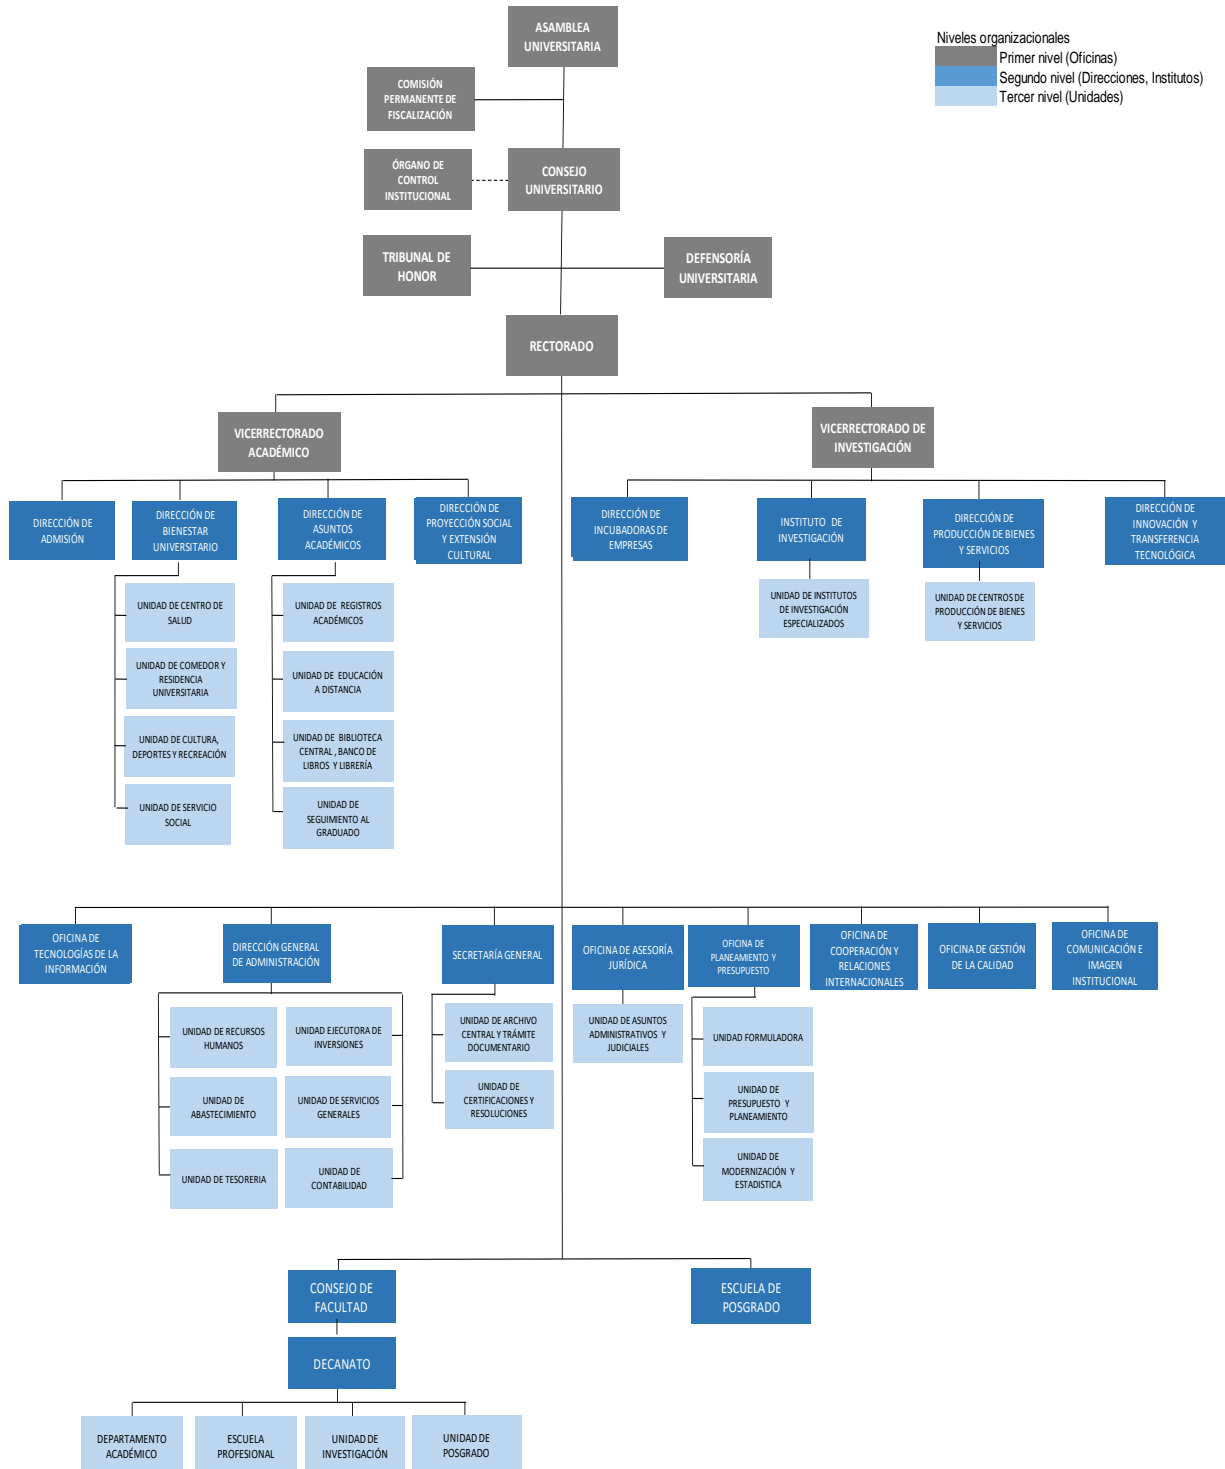 ASAMBLEA
UNIVERSITARIA
Niveles organizacionales
Primer nivel (Oficinas)
Segundo nivel (Direcciones, Institutos)
Tercer nivel (Unidades)
COMISIÓN
PERMANENTE DE
FISCALIZACIÓN
ÓRGANO DE
CONTROL
INSTITUCIONAL
CONSEJO
UNIVERSITARIO
TRIBUNAL DE
HONOR
DEFENSORÍA
UNIVERSITARIA
RECTORADO
VICERRECTORADO
ACADÉMICO
VICERRECTORADO DE
INVESTIGACIÓN
DIRECCIÓN DE
ADMISIÓN
DIRECCIÓN DE
BIENESTAR
UNIVERSITARIO
DIRECCIÓN DE
ASUNTOS
ACADÉMICOS
DIRECCIÓN DE
PROYECCIÓN SOCIAL
Y EXTENSIÓN
CULTURAL
DIRECCIÓN DE
INCUBADORAS DE
EMPRESAS
INSTITUTO DE
INVESTIGACIÓN
DIRECCIÓN DE
PRODUCCIÓN DE BIENES
Y SERVICIOS
DIRECCIÓN DE
INNOVACIÓN Y
TRANSFERENCIA
TECNOLÓGICA
UNIDAD DE CENTRO DE
SALUD
UNIDAD DE COMEDOR Y
RESIDENCIA
UNIVERSITARIA
UNIDAD DE CULTURA,
DEPORTES Y RECREACIÓN
UNIDAD DE SERVICIO
SOCIAL
UNIDAD DE REGISTROS
ACADÉMICOS
UNIDAD DE EDUCACIÓN
A DISTANCIA
UNIDAD DE BIBLIOTECA
CENTRAL , BANCO DE
LIBROS Y LIBRERÍA
UNIDAD DE
SEGUIMIENTO AL
GRADUADO
UNIDAD DE INSTITUTOS
DE INVESTIGACIÓN
ESPECIALIZADOS
UNIDAD DE CENTROS DE
PRODUCCIÓN DE BIENES
Y SERVICIOS
OFICINA DE
TECNOLOGÍAS DE LA
INFORMACIÓN
DIRECCIÓN GENERAL
DE ADMINISTRACIÓN
SECRETARÍA GENERAL
OFICINA DE ASESORÍA
JURÍDICA
OFICINA DE
PLANEAMIENTO Y
PRESUPUESTO
OFICINA DE
COOPERACIÓN Y
RELACIONES
INTERNACIONALES
OFICINA DE GESTIÓN
DE LA CALIDAD
OFICINA DE
COMUNICACIÓN E
IMAGEN
INSTITUCIONAL
UNIDAD DE RECURSOS
HUMANOS
UNIDAD EJECUTORA DE
INVERSIONES
UNIDAD DE
ABASTECIMIENTO
UNIDAD DE SERVICIOS
GENERALES
UNIDAD DE TESORERIA
UNIDAD DE
CONTABILIDAD
UNIDAD DE ARCHIVO
CENTRAL Y TRÁMITE
DOCUMENTARIO
UNIDAD DE
CERTIFICACIONES Y
RESOLUCIONES
UNIDAD DE ASUNTOS
ADMINISTRATIVOS Y
JUDICIALES
UNIDAD FORMULADORA
UNIDAD DE
PRESUPUESTO Y
PLANEAMIENTO
UNIDAD DE
MODERNIZACIÓN Y
ESTADISTICA
CONSEJO DE
FACULTAD
ESCUELA DE
POSGRADO
DECANATO
DEPARTAMENTO
ACADÉMICO
ESCUELA
PROFESIONAL
UNIDAD DE
INVESTIGACIÓN
UNIDAD DE
POSGRADO